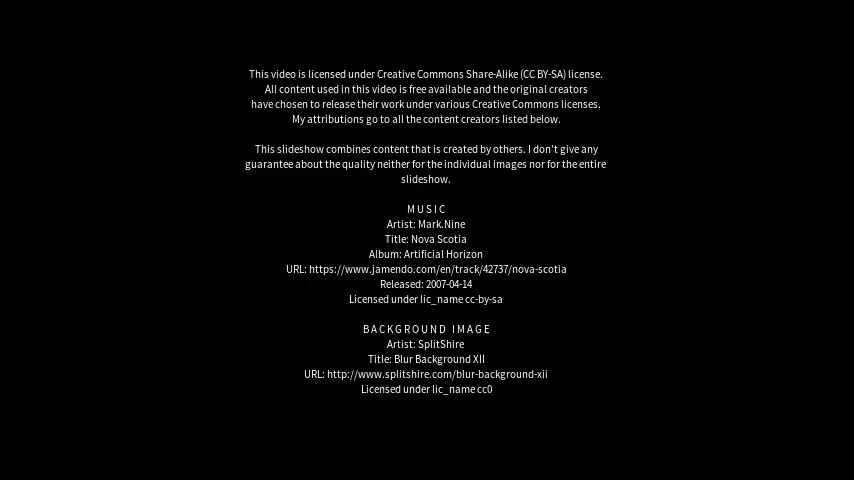 This video is licensed under Creative Commons Share-Alike (CC BY-SA) license.
All content used in this video is free available and the original creators
have chosen to release their work under various Creative Commons licenses.
My attributions go to all the content creators listed below.
This slideshow combines content that is created by others. I don't give any
guarantee about the quality neither for the individual images nor for the entire
slideshow.
MUSIC
Artist: Mark.Nine
Title: Nova Scotia
Album: Artificial Horizon
URL: https://www.jamendo.com/en/track/42737/nova-scotia
Released: 2007-04-14
Licensed under lic_name cc-by-sa
BACKGROUND IMAGE
Artist: SplitShire
Title: Blur Background XII
URL: http://www.splitshire.com/blur-background-xii
Licensed under lic_name cc0